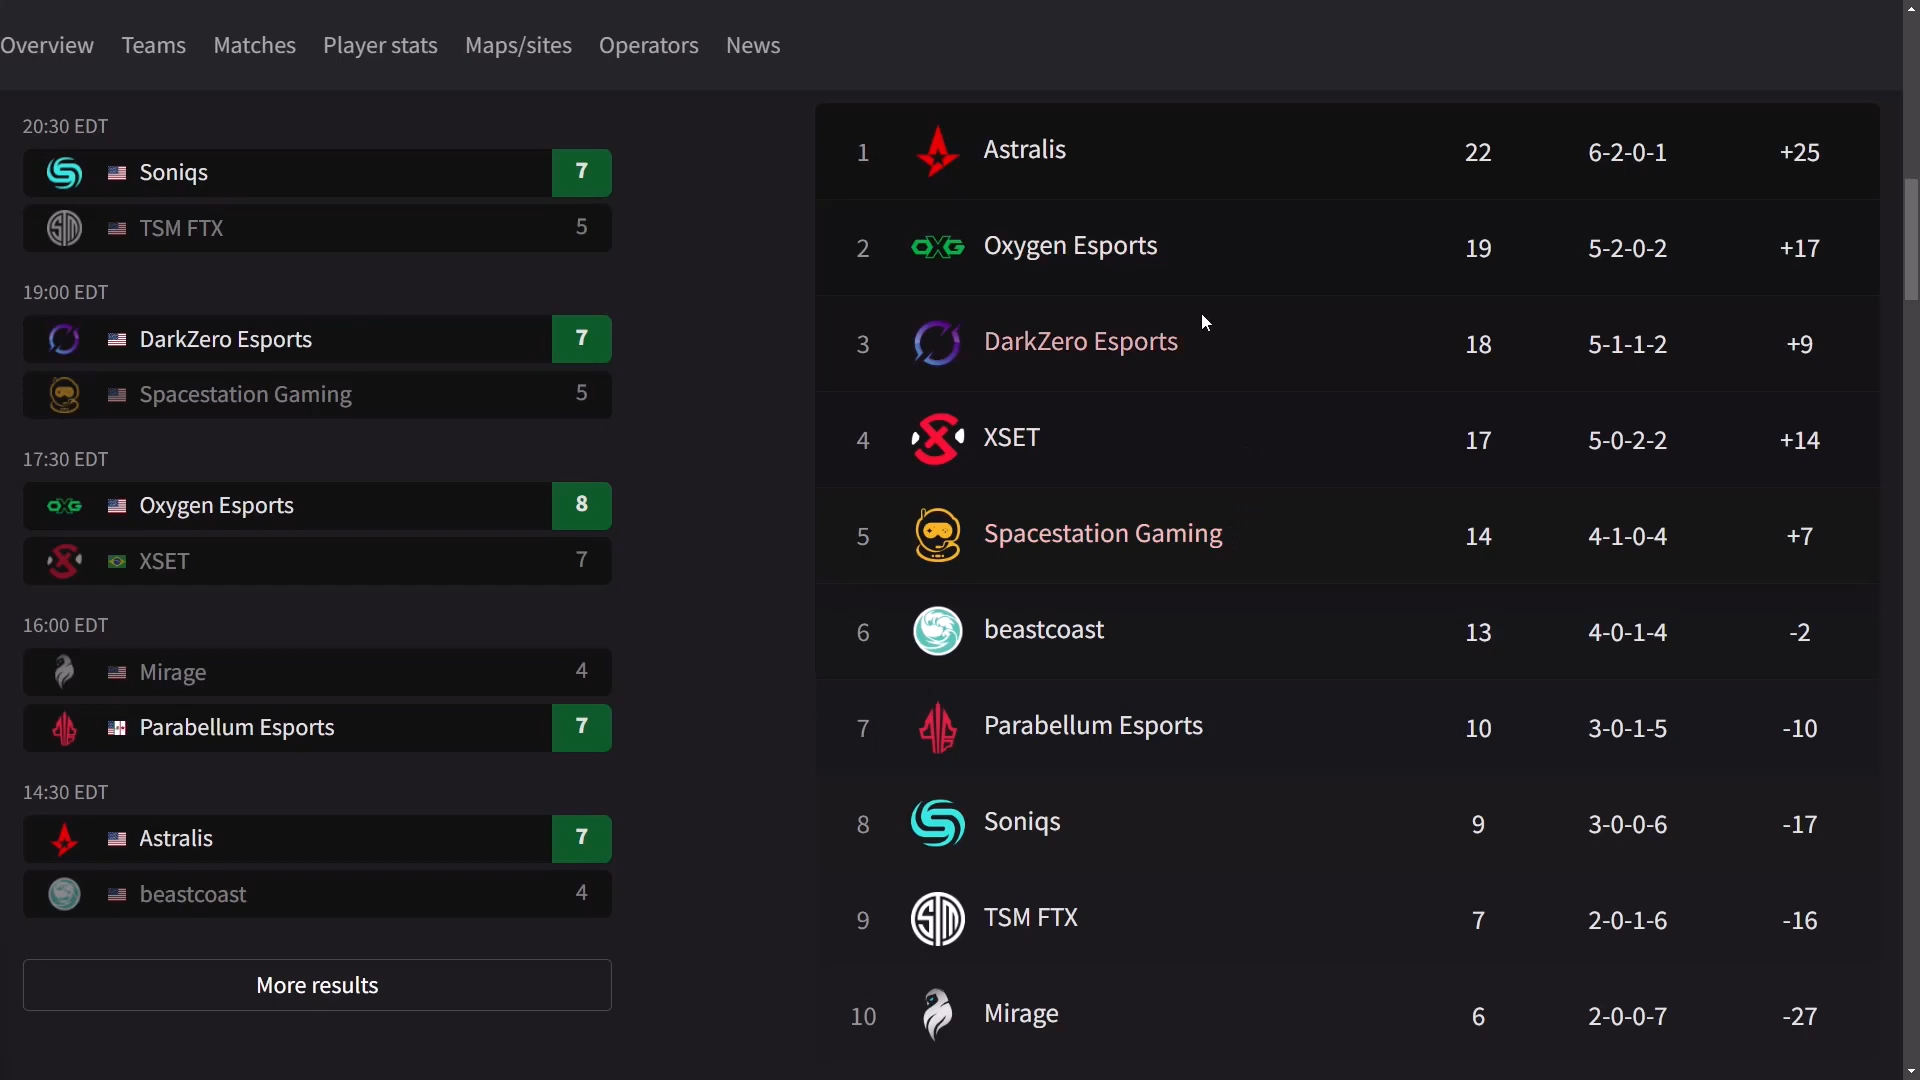 Overview Teams Matches Player stats Maps/sites Operators News
20:30 EDT
Soniqs 7
TSM FTX 5
19:00 EDT
DarkZero Esports 7
Spacestation Gaming 5
17:30 EDT
Oxygen Esports 8
XSET 7
16:00 EDT
Mirage 4
Parabellum Esports 7
14:30 EDT
Astralis 7
beastcoast 4
More results
1 Astralis 22 6-2-0-1 +25
2 OXG Oxygen Esports 19 5-2-0-2 +17
3 DarkZero Esports 18 5-1-1-2 +9
4 XSET 17 5-0-2-2 +14
5 Spacestation Gaming 14 4-1-0-4 +7
6 beastcoast 13 4-0-1-4 -2
7 Parabellum Esports 10 3-0-1-5 -10
8 Soniqs 9 3-0-0-6 -17
9 TSM TSM FTX 7 2-0-1-6 -16
10 Mirage 6 2-0-0-7 -27